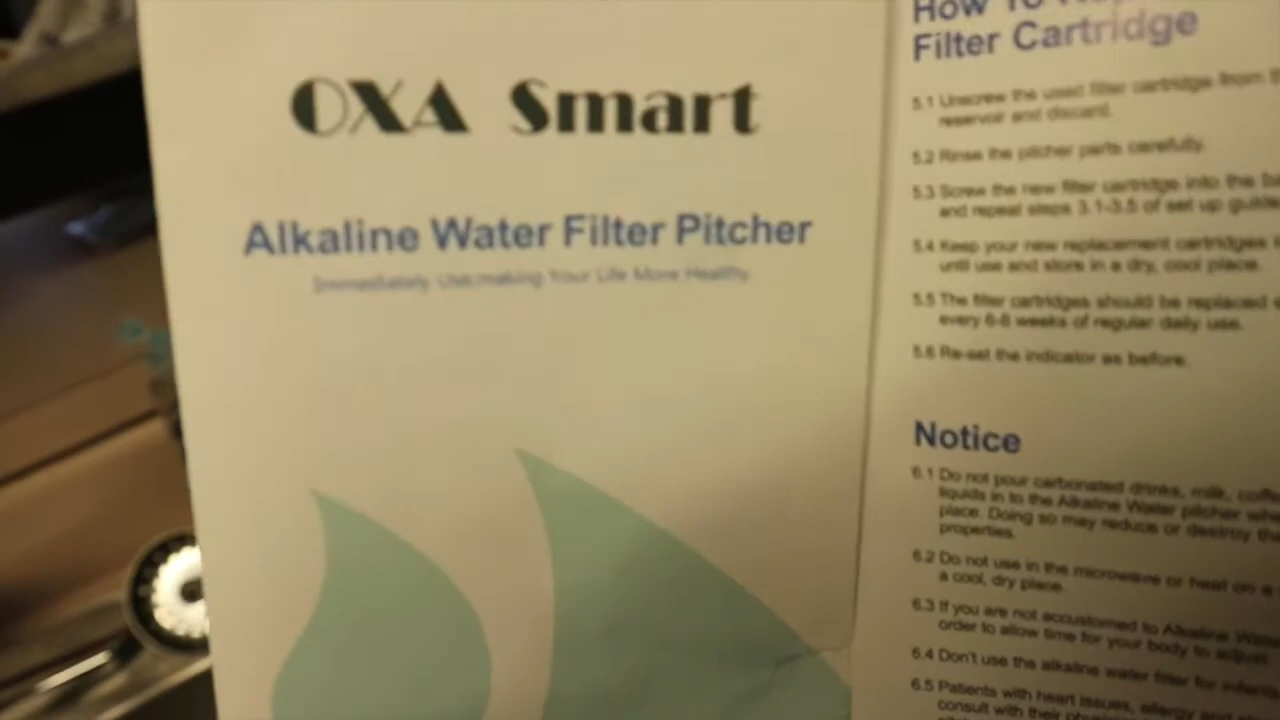 OXA Smart
Alkaline Water Filter Pitcher
Immediately Use,making Your Life More Healthy
How To
Filter Cartridge
5.1 Unscrew the used filter cartridge from
reservoir and discard.
5.2 Rinse the pitcher parts carefully.
5.3 Screw the new filter cartridge into the
and repeat steps 3.1-3.5 of set up guide
5.4 Keep your new replacement cartridges
until use and store in a dry, cool place.
5.5 The filter cartridges should be replaced
every 6-8 weeks of regular daily use.
5.6 Re-set the indicator as before.
Notice
6.1 Do not pour carbonated drinks, milk,
liquids in to the Alkaline Water pitcher
place. Doing so may reduce or destroy
properties.
6.2 Do not use in the microwave or heat on a
a cool, dry place.
6.3 If you are not accustomed to Alkaline
order to allow time for your body to adjust
6.4 Don't use the alkaline water filter for
6.5 Patients with heart issues, allergy
consult with their